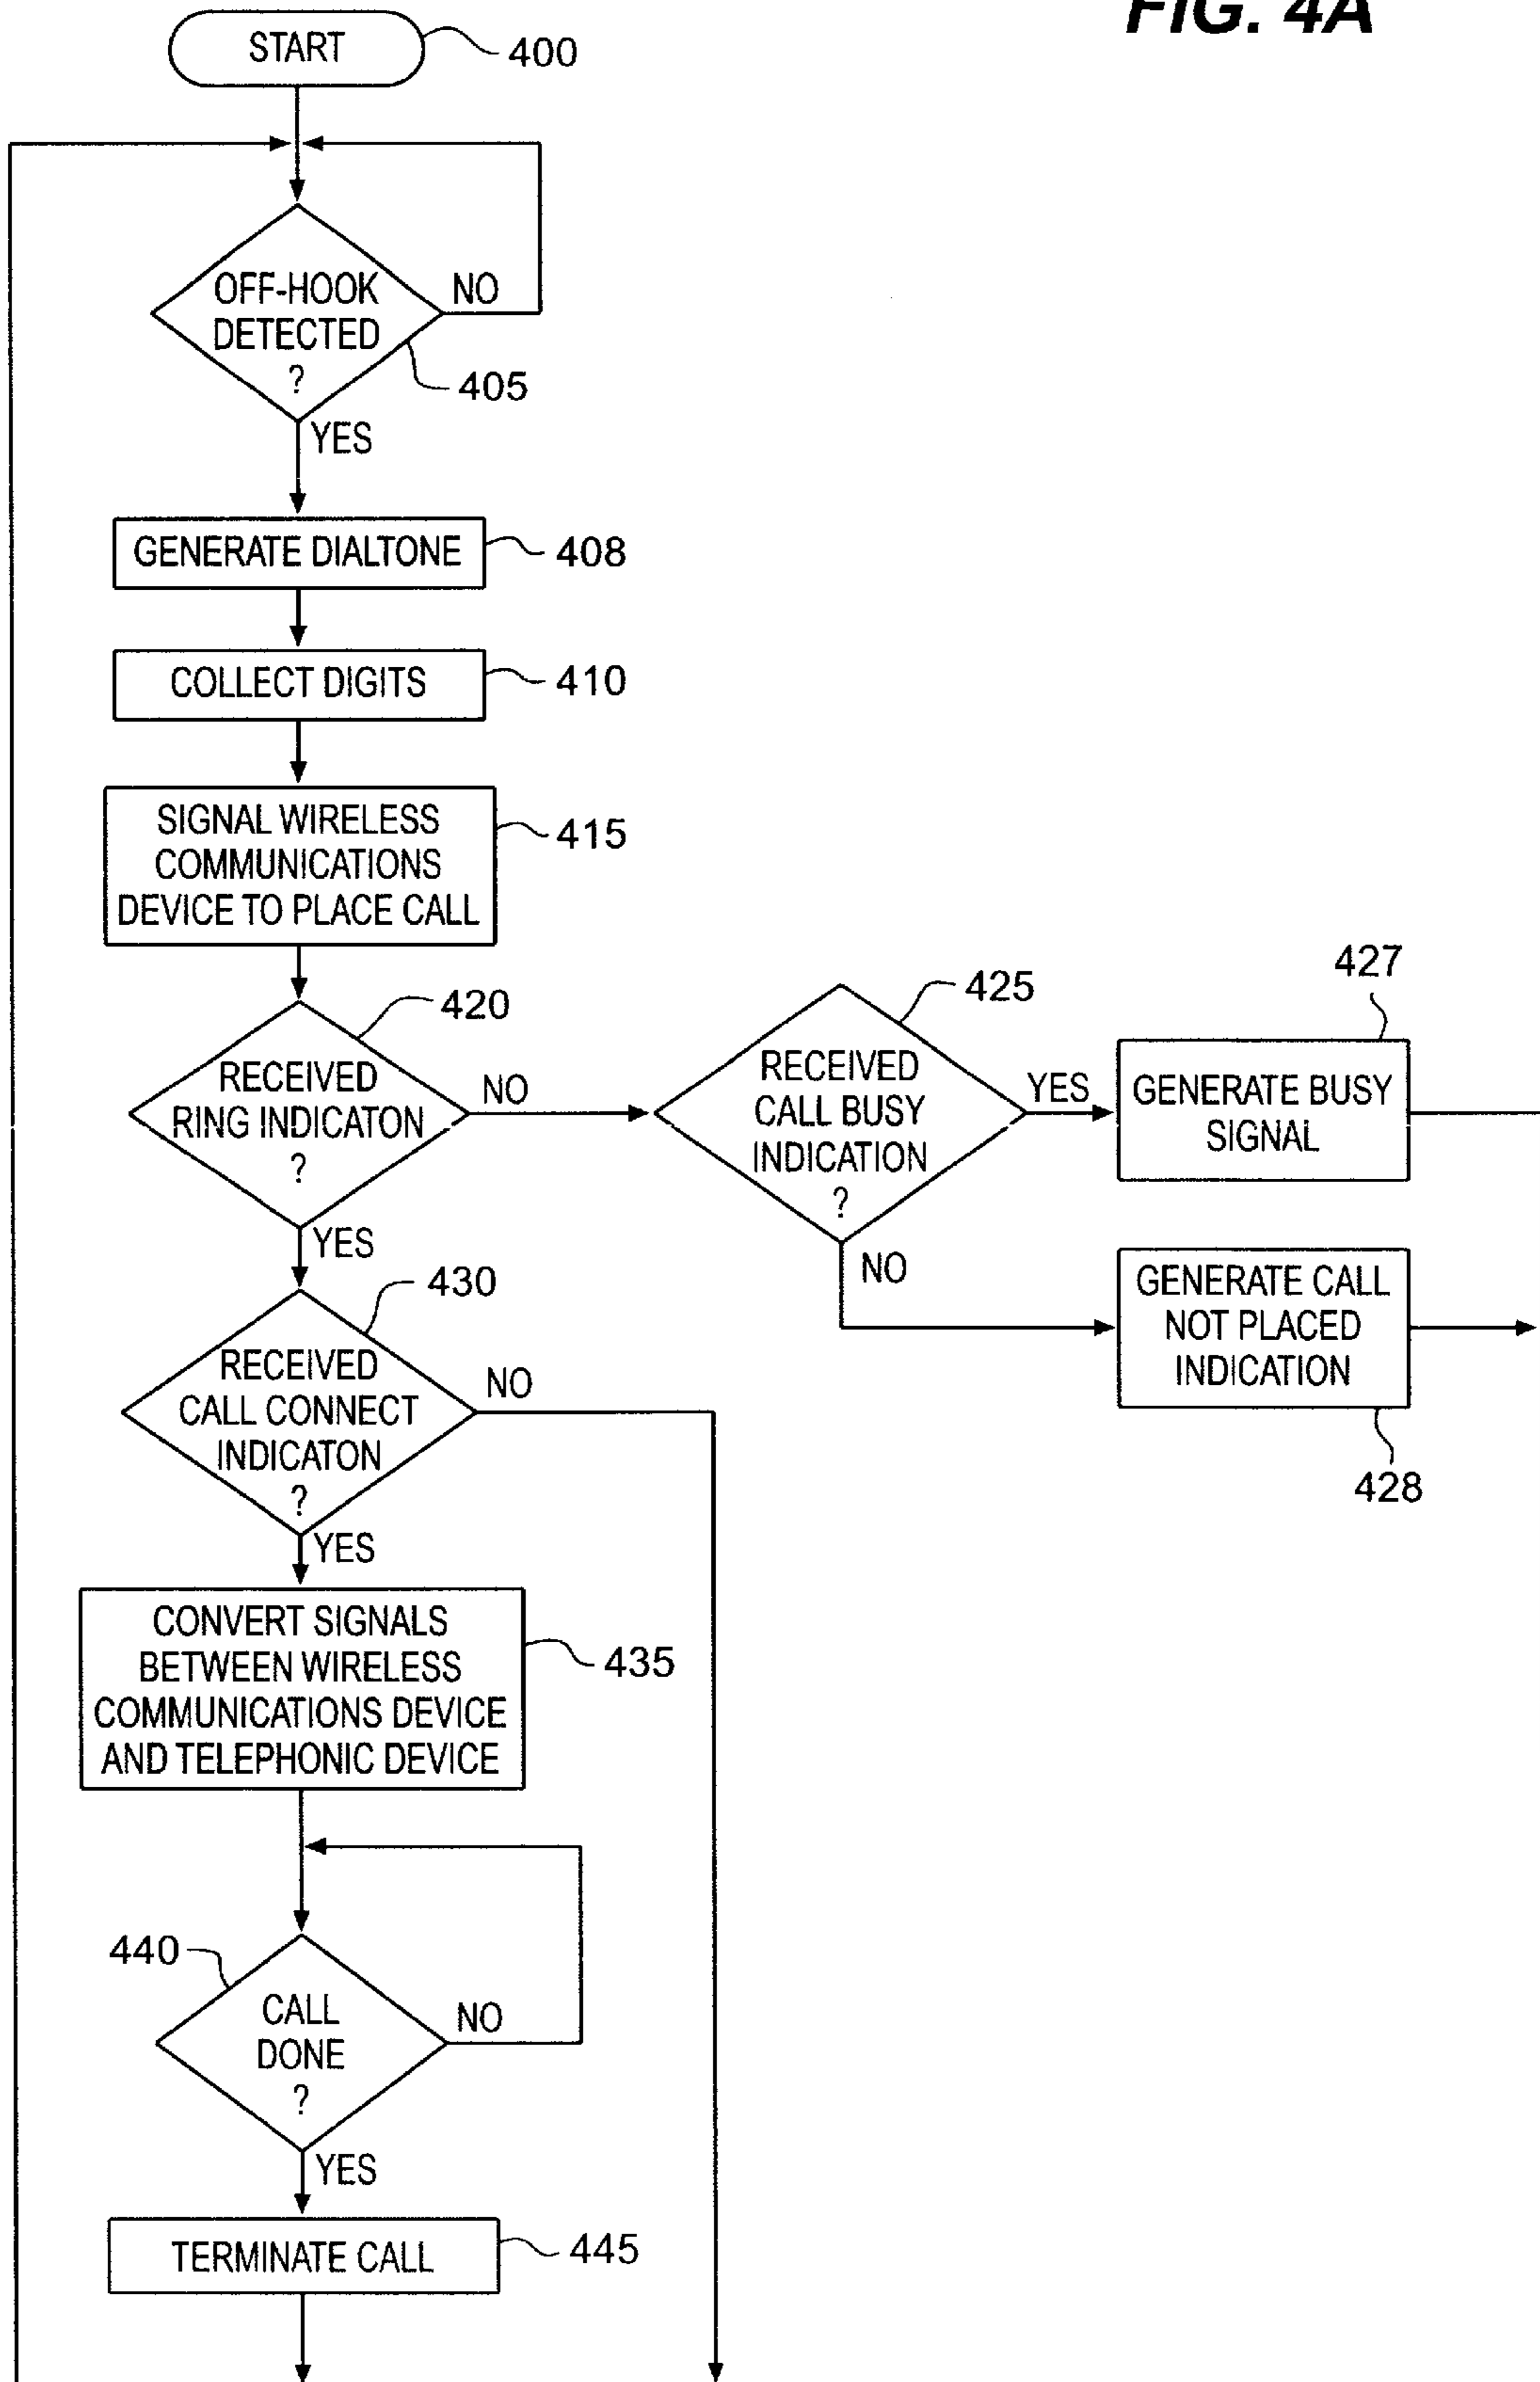 FIG. 4A
START
400
OFF-HOOK
DETECTED
?
NO
405
YES
GENERATE DIALTONE
408
COLLECT DIGITS
410
SIGNAL WIRELESS
COMMUNICATIONS
DEVICE TO PLACE CALL
415
420
RECEIVED
RING INDICATON
?
NO
YES
425
RECEIVED
CALL BUSY
INDICATION
?
YES
NO
427
GENERATE BUSY
SIGNAL
GENERATE CALL
NOT PLACED
INDICATION
428
430
RECEIVED
CALL CONNECT
INDICATON
?
NO
YES
CONVERT SIGNALS
BETWEEN WIRELESS
COMMUNICATIONS DEVICE
AND TELEPHONIC DEVICE
435
440
CALL
DONE
?
NO
YES
TERMINATE CALL
445